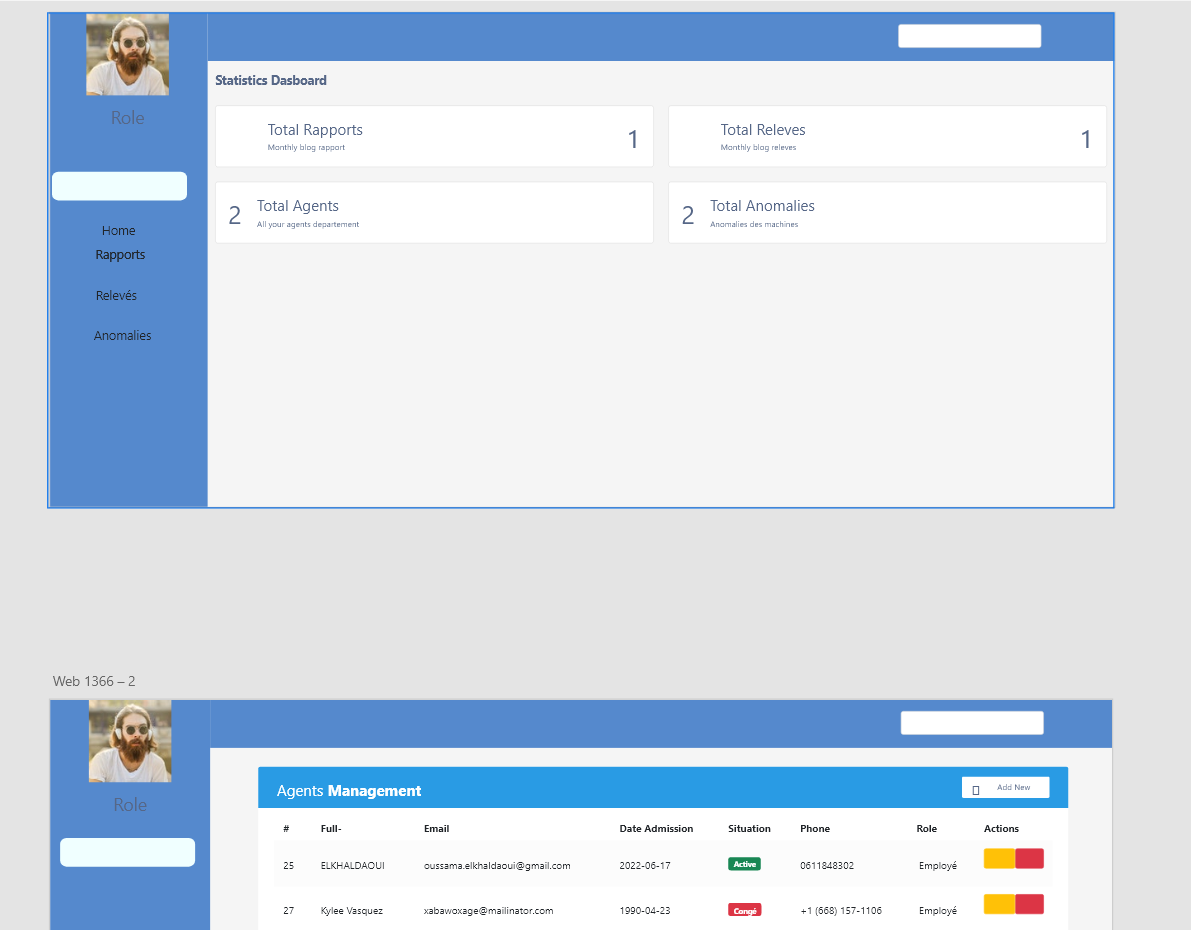 Role
Home
Rapports
Relevés
Anomalies
Statistics Dasboard
Total Rapports
Monthly blog rapport
1
Total Releves
Monthly blog releves
1
2
Total Agents
All your agents departement
2
Total Anomalies
Anomalies des machines
Web 1366 – 2
Role
Agents Management
Add New
# Full- Email Date Admission Situation Phone Role Actions
25 ELKHALDAOUI oussama.elkhaldaoui@gmail.com 2022-06-17 Active 0611848302 Employé
27 Kylee Vasquez xabawoxage@mailinator.com 1990-04-23 Congé +1 (668) 157-1106 Employé